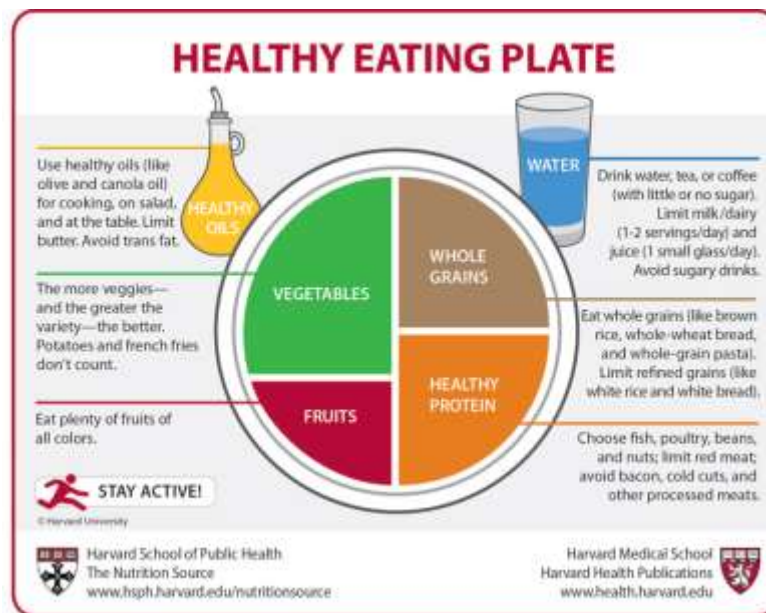 HEALTHY EATING PLATE
Use healthy oils (like
olive and canola oil)
for cooking, on salad,
and at the table. Limit
butter. Avoid trans fat.
HEALTHY
OILS
The more veggies—
and the greater the
variety—the better.
Potatoes and french fries
don't count.
Eat plenty of fruits of
all colors.
STAY ACTIVE!
© Harvard University
VEGETABLES
FRUITS
WHOLE
GRAINS
HEALTHY
PROTEIN
WATER
Drink water, tea, or coffee
(with little or no sugar).
Limit milk/dairy
(1-2 servings/day) and
juice (1 small glass/day).
Avoid sugary drinks.
Eat whole grains (like brown
rice, whole-wheat bread,
and whole-grain pasta).
Limit refined grains (like
white rice and white bread).
Choose fish, poultry, beans,
and nuts; limit red meat;
avoid bacon, cold cuts, and
other processed meats.
Harvard School of Public Health
The Nutrition Source
www.hsph.harvard.edu/nutritionsource
Harvard Medical School
Harvard Health Publications
www.health.harvard.edu